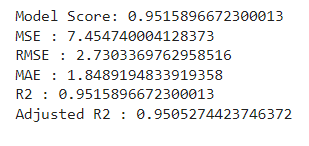 Model Score: 0.9515896672300013
MSE : 7.454740004128373
RMSE : 2.7303369762958516
MAE : 1.8489194833919358
R2 : 0.9515896672300013
Adjusted R2 : 0.9505274423746372